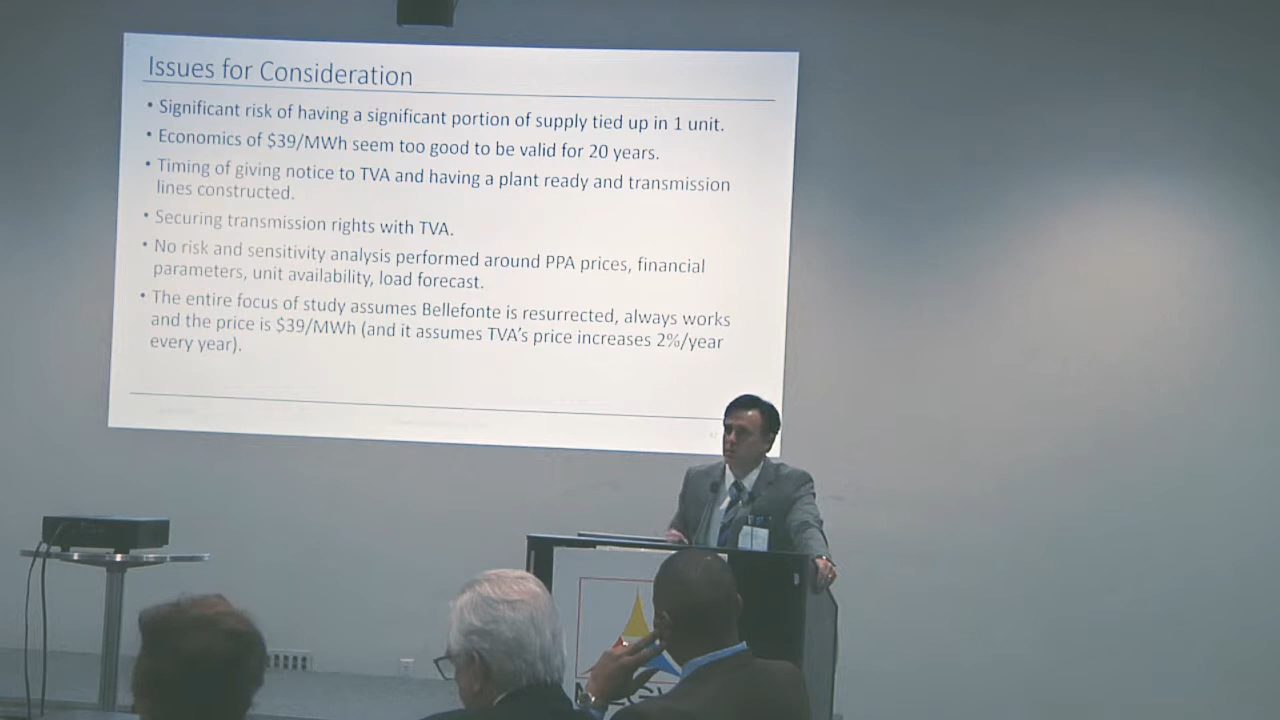 Issues for Consideration
• Significant risk of having a significant portion of supply tied up in 1 unit.
• Economics of $39/MWh seem too good to be valid for 20 years.
• Timing of giving notice to TVA and having a plant ready and transmission
lines constructed.
• Securing transmission rights with TVA.
• No risk and sensitivity analysis performed around PPA prices, financial
parameters, unit availability, load forecast.
• The entire focus of study assumes Bellefonte is resurrected, always works
and the price is $39/MWh (and it assumes TVA's price increases 2%/year
every year).